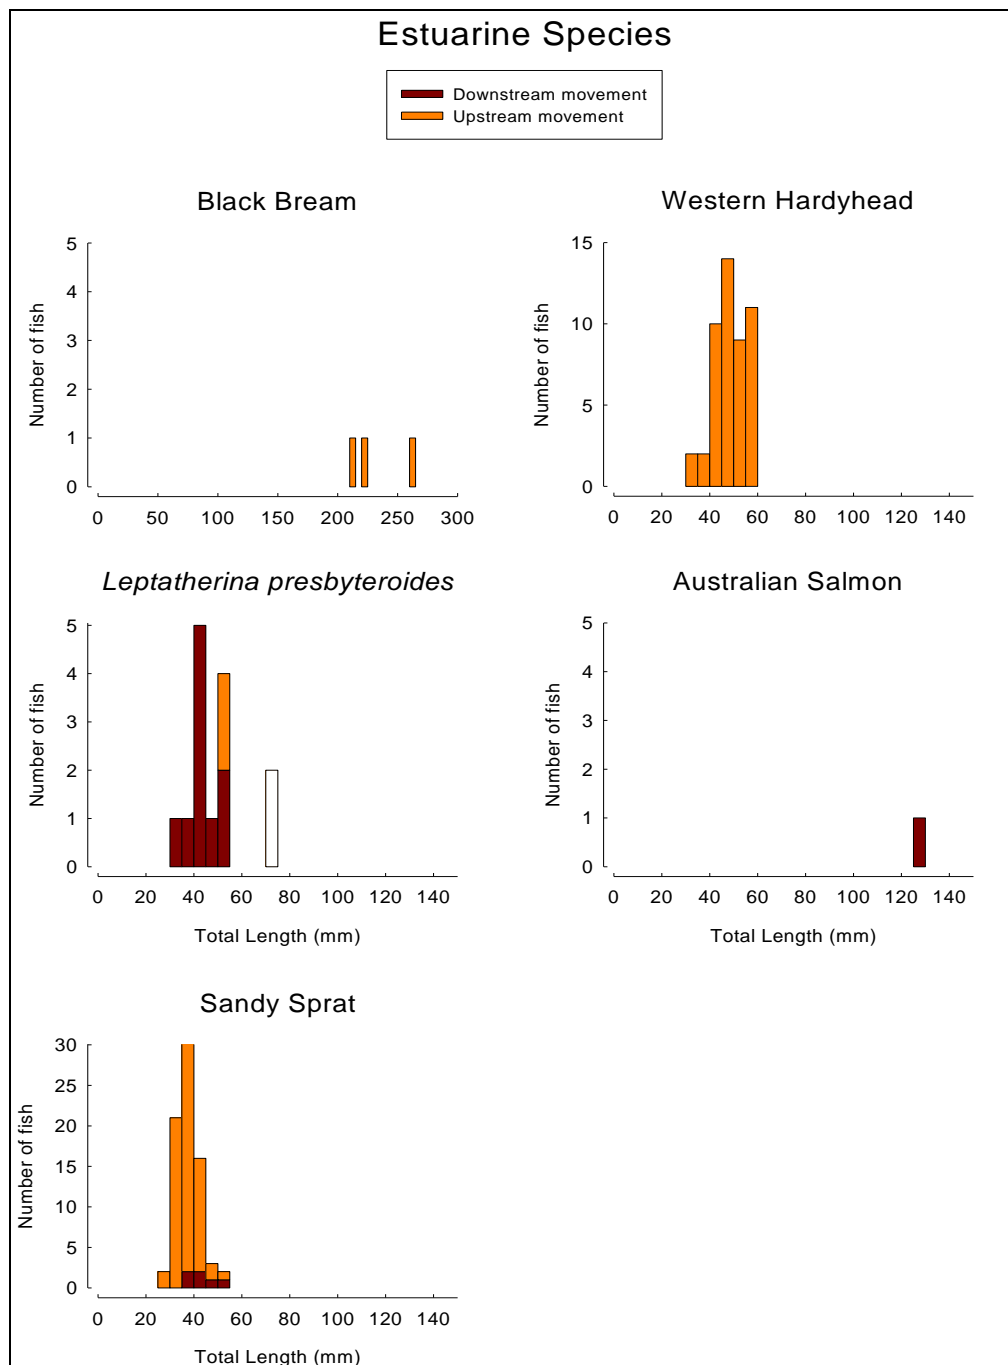 Estuarine Species
Downstream movement
Upstream movement
Black Bream
Number of fish
5
4
3
2
1
0
0 50 100 150 200 250 300
Western Hardyhead
Number of fish
15
10
5
0
0 20 40 60 80 100 120 140
Leptatherina presbyteroides
Number of fish
5
4
3
2
1
0
0 20 40 60 80 100 120 140
Total Length (mm)
Australian Salmon
Number of fish
5
4
3
2
1
0
0 20 40 60 80 100 120 140
Total Length (mm)
Sandy Sprat
Number of fish
30
25
20
15
10
5
0
0 20 40 60 80 100 120 140
Total Length (mm)